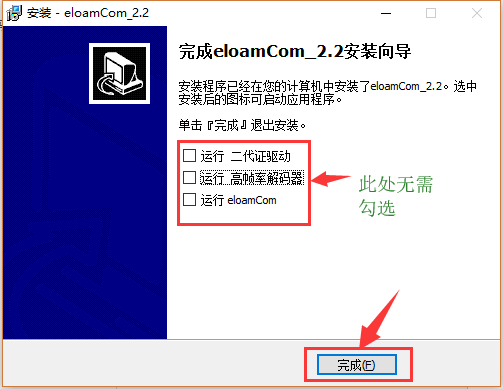 安装 - eloamCom_2.2
完成eloamCom_2.2安装向导
安装程序已经在您的计算机中安装了eloamCom_2.2。选中
安装后的图标可启动应用程序。
单击『完成』退出安装。
运行 二代证驱动
运行 高帧率解码器
运行 eloamCom
此处无需
勾选
完成(F)